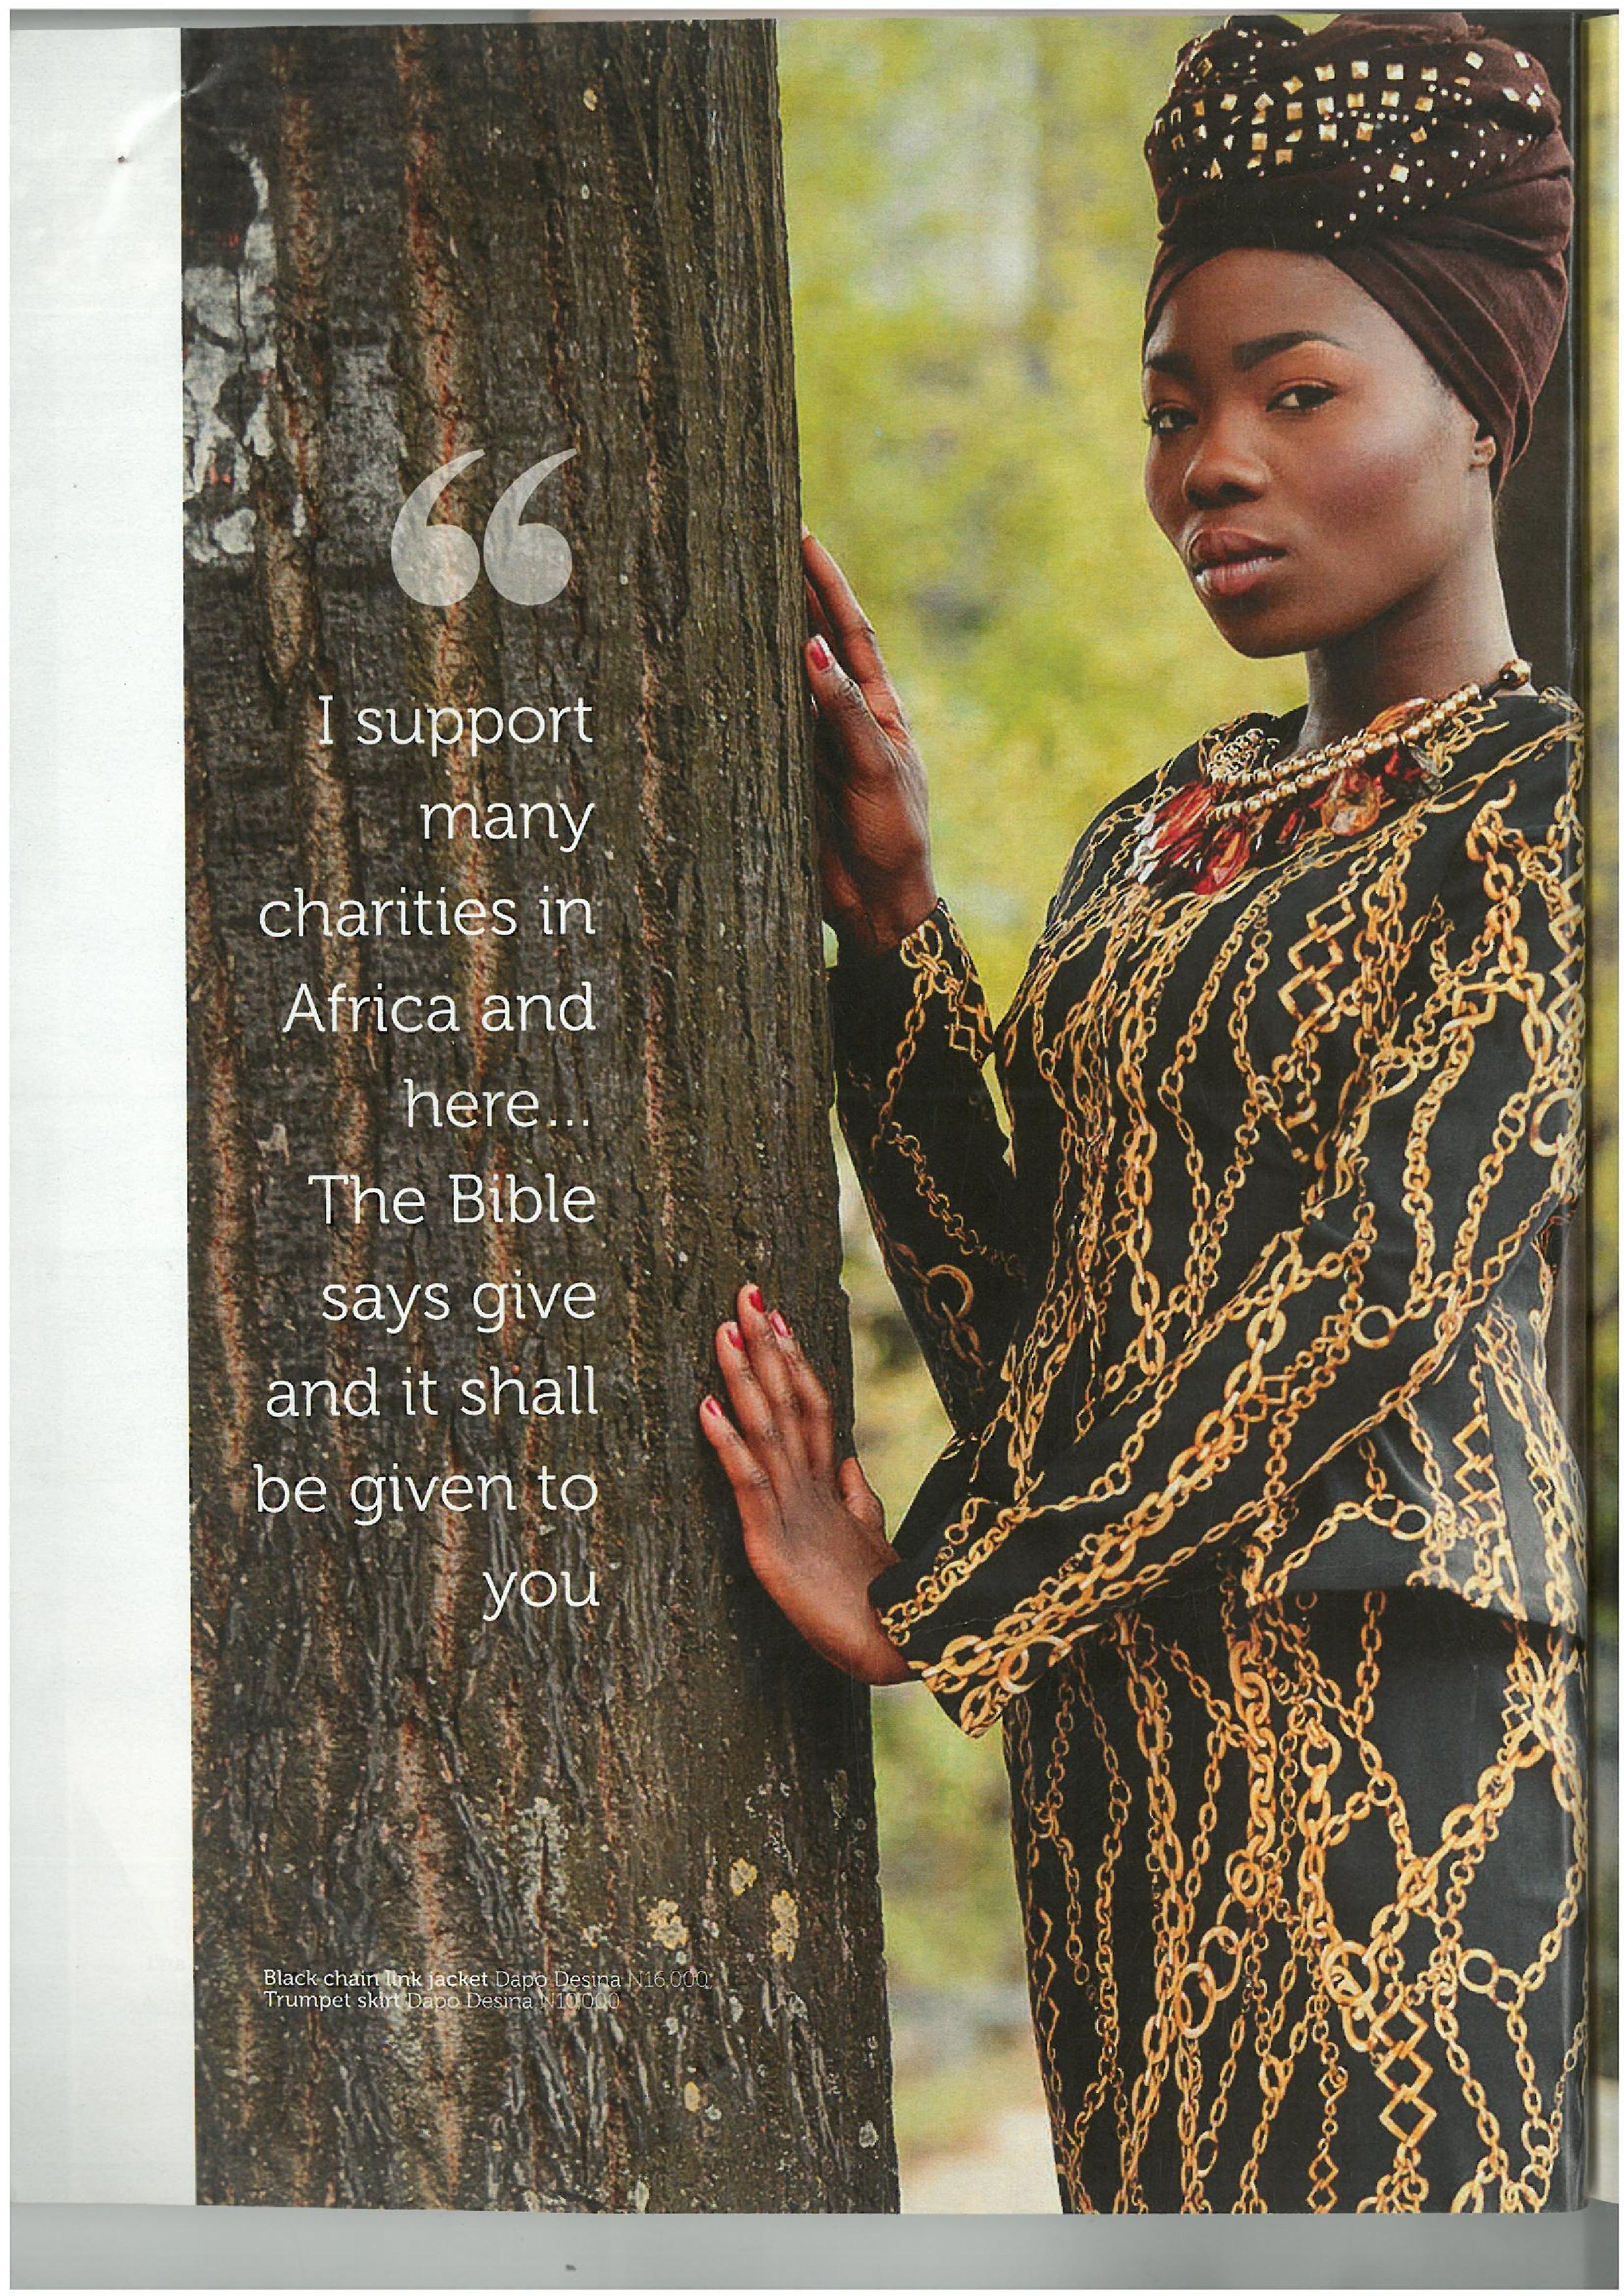 “
I support
many
charities in
Africa and
here...
The Bible
says give
and it shall
be given to
you
Black chain link jacket Dapo Desina N16,000
Trumpet skirt Dapo Desina N10,000